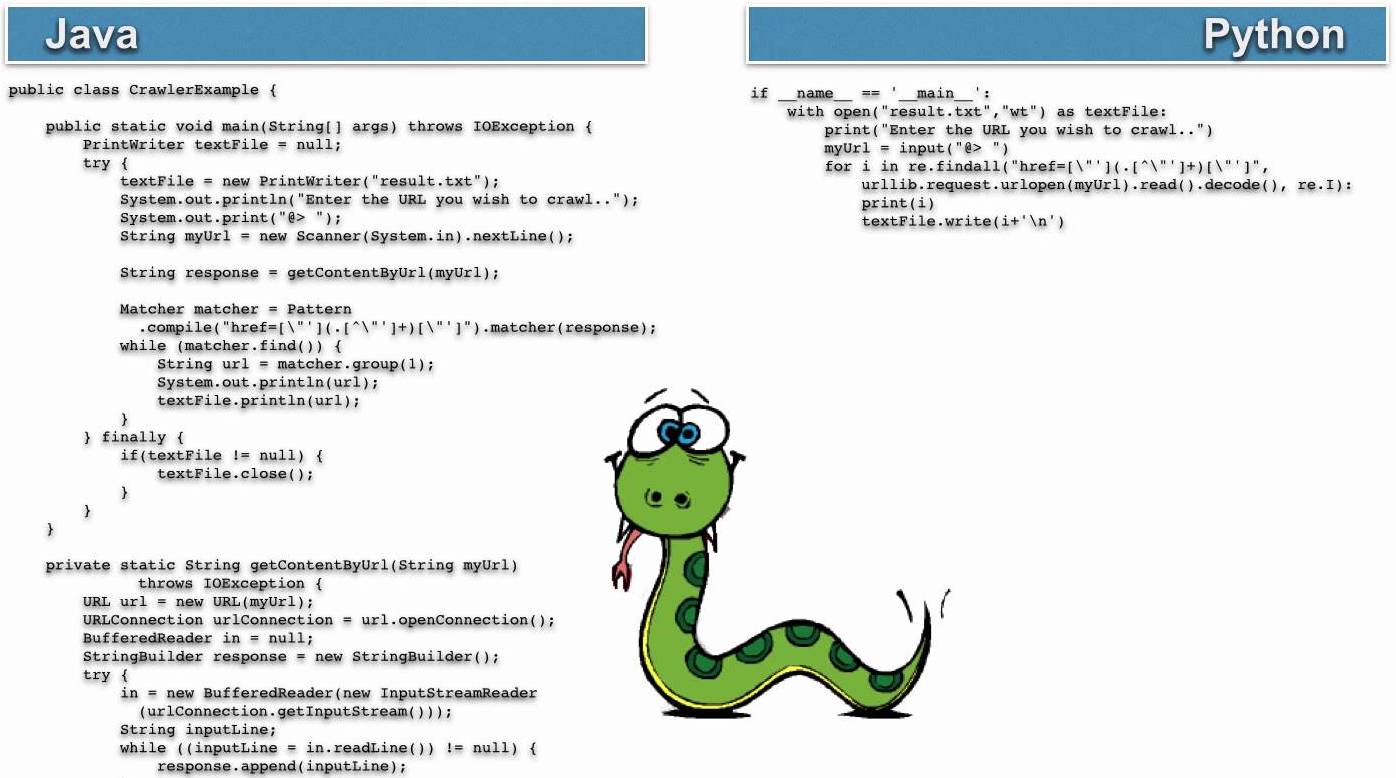 Java
public class CrawlerExample {
public static void main(String[] args) throws IOException {
PrintWriter textFile = null;
try {
textFile = new PrintWriter("result.txt");
System.out.println("Enter the URL you wish to crawl..");
System.out.print("@> ");
String myUrl = new Scanner(System.in).nextLine();
String response = getContentByUrl(myUrl);
Matcher matcher = Pattern
.compile("href=[\"'](.[^\"']+)[\"']").matcher(response);
while (matcher.find()) {
String url = matcher.group(1);
System.out.println(url);
textFile.println(url);
}
} finally {
if(textFile != null) {
textFile.close();
}
}
}
private static String getContentByUrl(String myUrl)
throws IOException {
URL url = new URL(myUrl);
URLConnection urlConnection = url.openConnection();
BufferedReader in = null;
StringBuilder response = new StringBuilder();
try {
in = new BufferedReader(new InputStreamReader
(urlConnection.getInputStream()));
String inputLine;
while ((inputLine = in.readLine()) != null) {
response.append(inputLine);
Python
if __name__ == '__main__':
with open("result.txt","wt") as textFile:
print("Enter the URL you wish to crawl..")
myUrl = input("@> ")
for i in re.findall("href=[\"'](.[^\"']+)[\"']",
urllib.request.urlopen(myUrl).read().decode(), re.I):
print(i)
textFile.write(i+'\n')